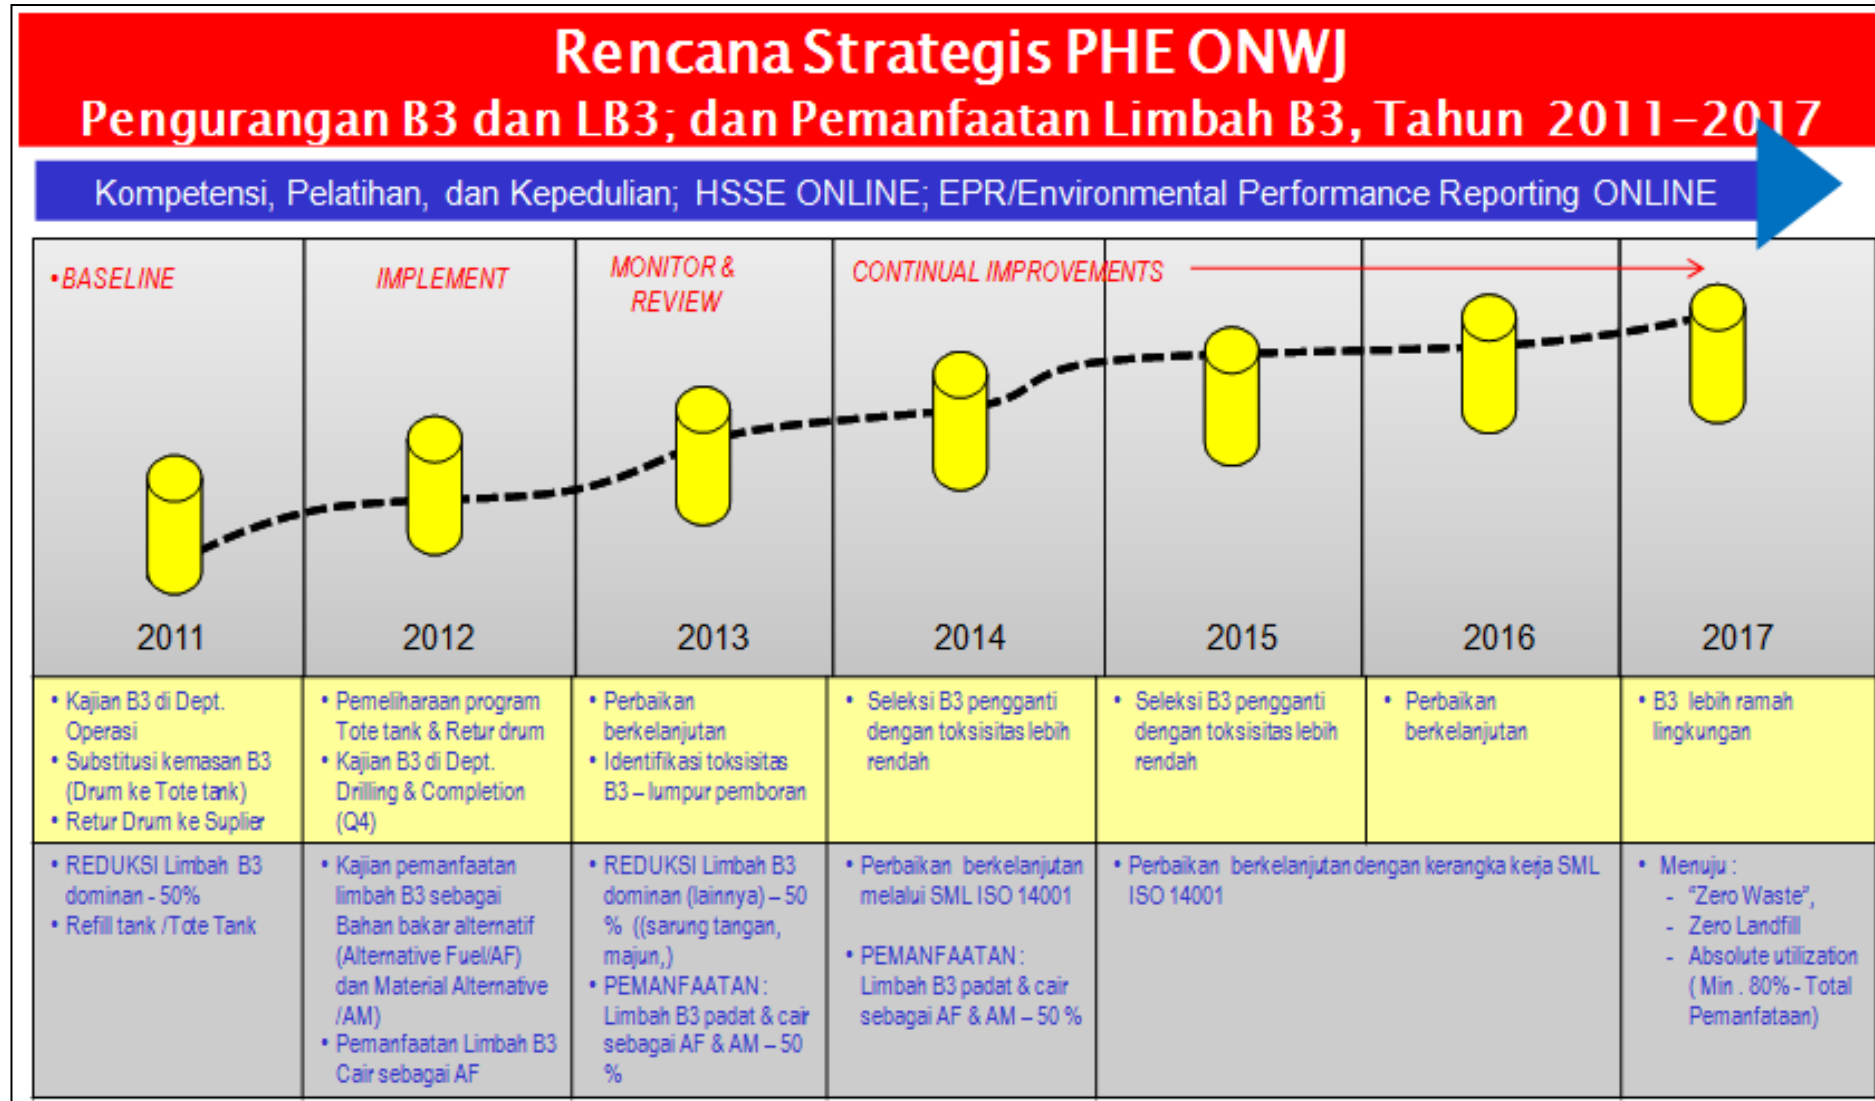 Rencana Strategis PHE ONWJ
Pengurangan B3 dan LB3; dan Pemanfaatan Limbah B3, Tahun 2011-2017
Kompetensi, Pelatihan, dan Kepedulian; HSSE ONLINE; EPR/Environmental Performance Reporting ONLINE
•BASELINE
IMPLEMENT
MONITOR &
REVIEW
CONTINUAL IMPROVEMENTS
2011
2012
2013
2014
2015
2016
2017
• Kajian B3 di Dept.
Operasi
• Substitusi kemasan B3
(Drum ke Tote tank)
• Retur Drum ke Suplier
• Pemeliharaan program
Tote tank & Retur drum
• Kajian B3 di Dept.
Drilling & Completion
(Q4)
• Perbaikan
berkelanjutan
• Identifikasi toksisitas
B3 – lumpur pemboran
• Seleksi B3 pengganti
dengan toksisitas lebih
rendah
• Seleksi B3 pengganti
dengan toksisitas lebih
rendah
• Perbaikan
berkelanjutan
• B3 lebih ramah
lingkungan
• REDUKSI Limbah B3
dominan - 50%
• Refill tank /Tote Tank
• Kajian pemanfaatan
limbah B3 sebagai
Bahan bakar alternatif
(Alternative Fuel/AF)
dan Material Alternative
/AM)
• Pemanfaatan Limbah B3
Cair sebagai AF
• REDUKSI Limbah B3
dominan (lainnya) – 50
% ((sarung tangan,
majun,)
• PEMANFAATAN :
Limbah B3 padat & cair
sebagai AF & AM – 50
%
• Perbaikan berkelanjutan
melalui SML ISO 14001
• PEMANFAATAN :
Limbah B3 padat & cair
sebagai AF & AM – 50 %
• Perbaikan berkelanjutan dengan kerangka kerja SML
ISO 14001
• Menuju :
- "Zero Waste",
- Zero Landfill
- Absolute utilization
( Min . 80% - Total
Pemanfataan)